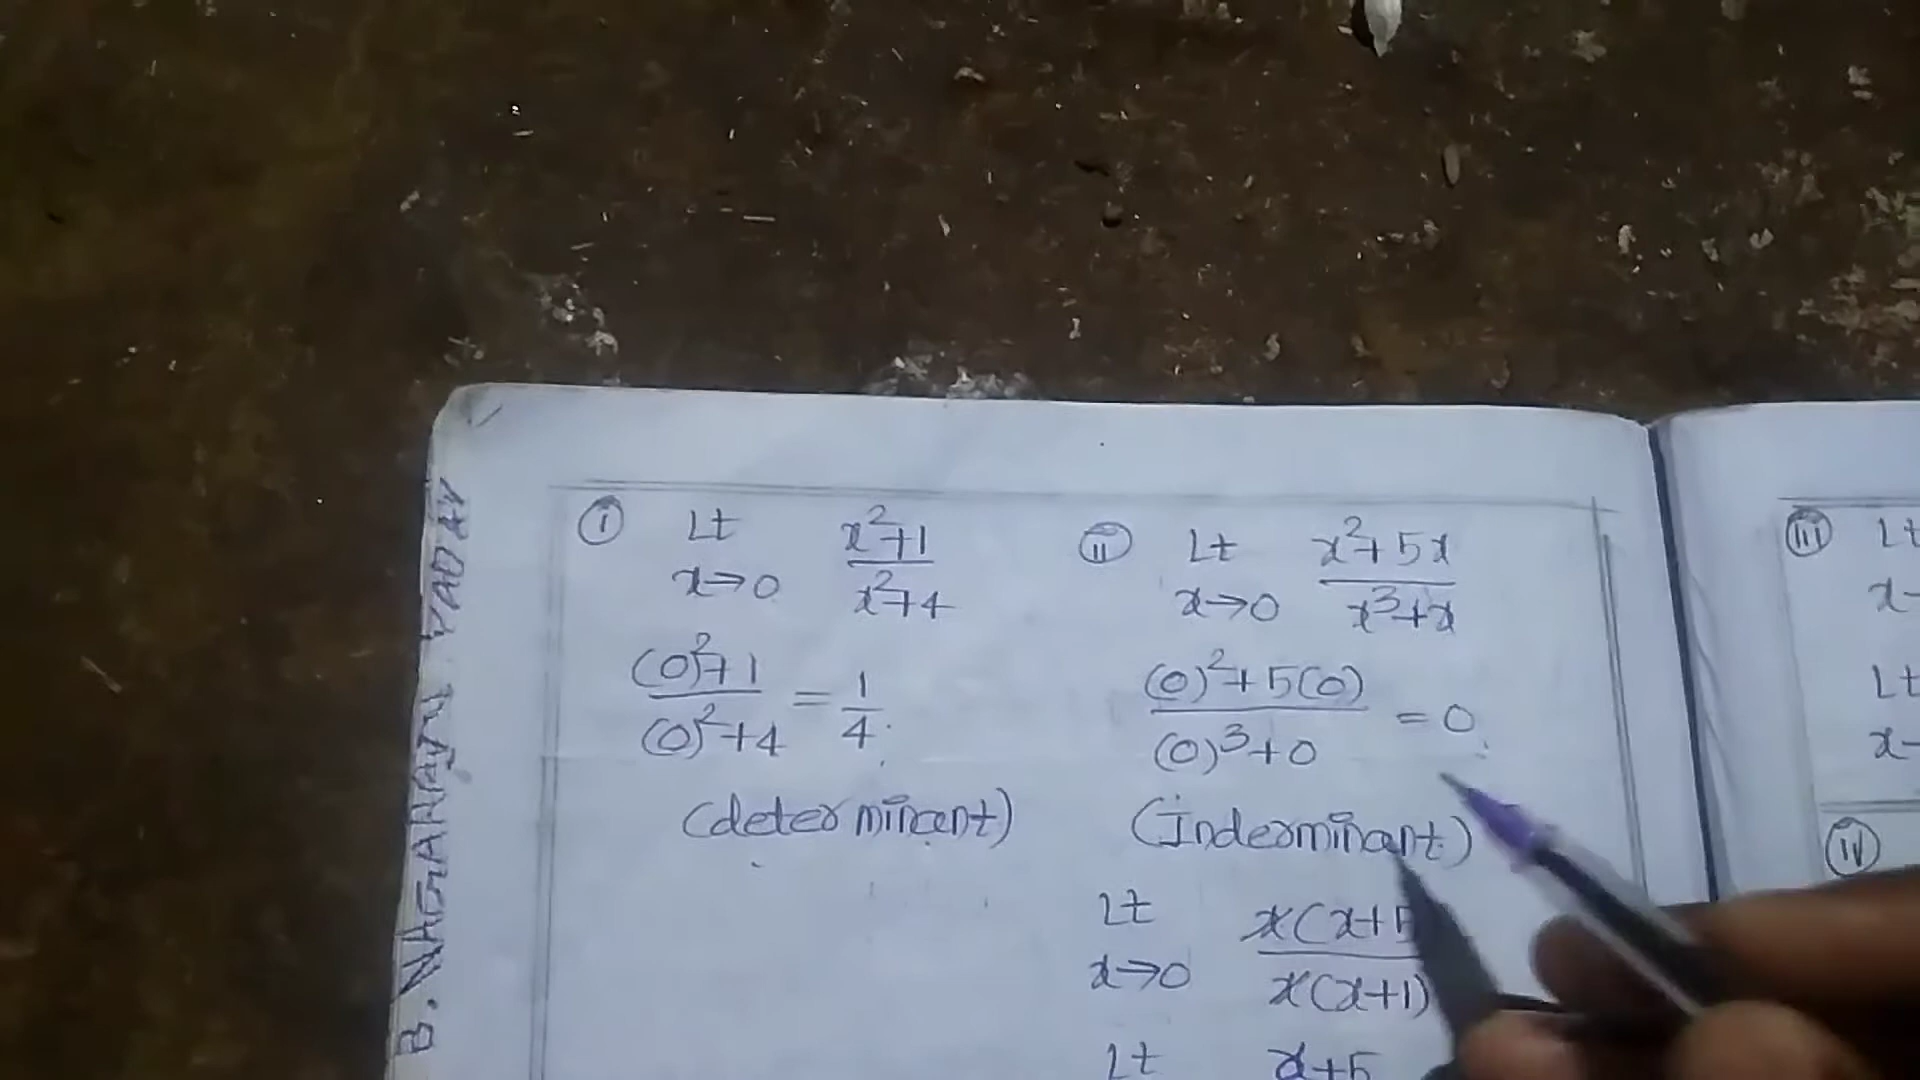 B. NAGANAJU YADAV
(i) Lt x→0 x²+1 / x²+4
(0)²+1 / (0)²+4 = 1/4
(determinant)
(ii) Lt x→0 x²+5x / x³+x
(0)²+5(0) / (0)³+0 = 0
(Inderminant)
Lt x→0 x(x+5 / x(x+1)
Lt x+5
(iii) Lt x→
Lt x→
(iv)